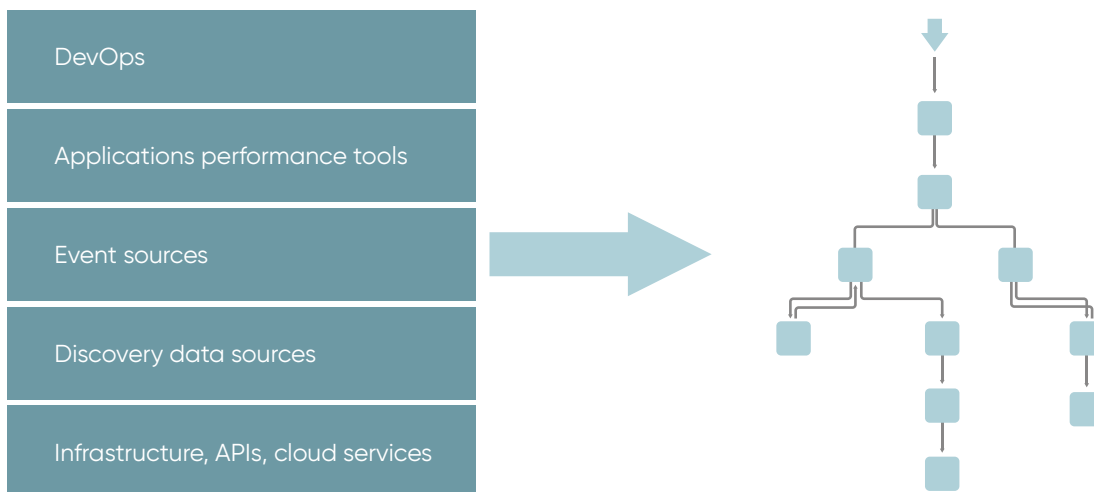 DevOps
Applications performance tools
Event sources
Discovery data sources
Infrastructure, APIs, cloud services